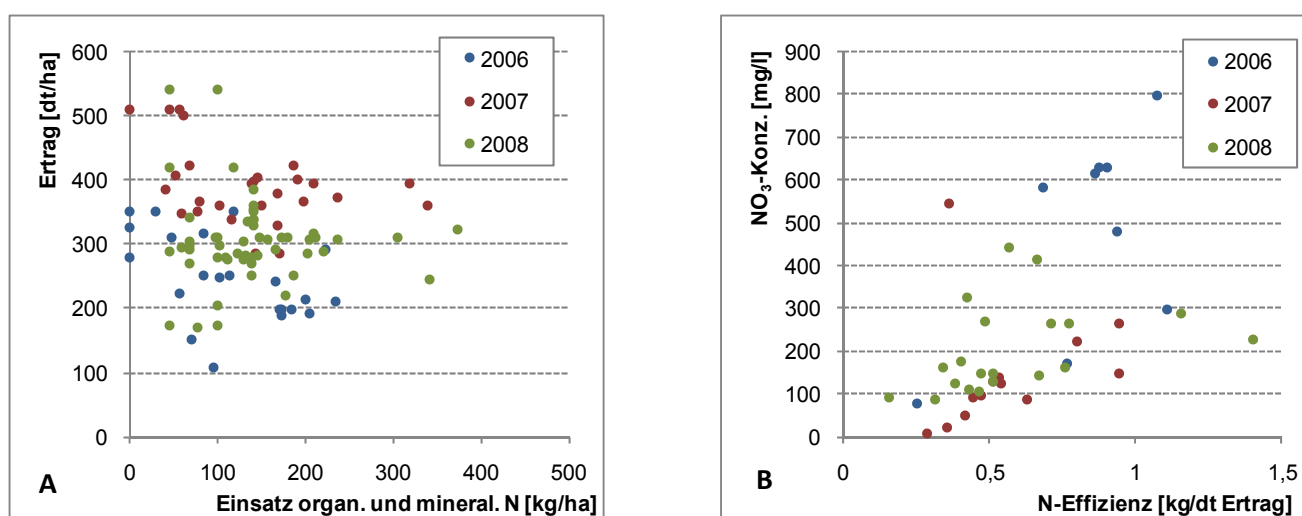 600
500
400
300
200
100
0
Ertrag [dt/ha]
2006
2007
2008
0 100 200 300 400 500
A
Einsatz organ. und mineral. N [kg/ha]
900
800
700
600
500
400
300
200
100
0
NO3-Konz. [mg/l]
2006
2007
2008
0 0,5 1 1,5
B
N-Effizienz [kg/dt Ertrag]